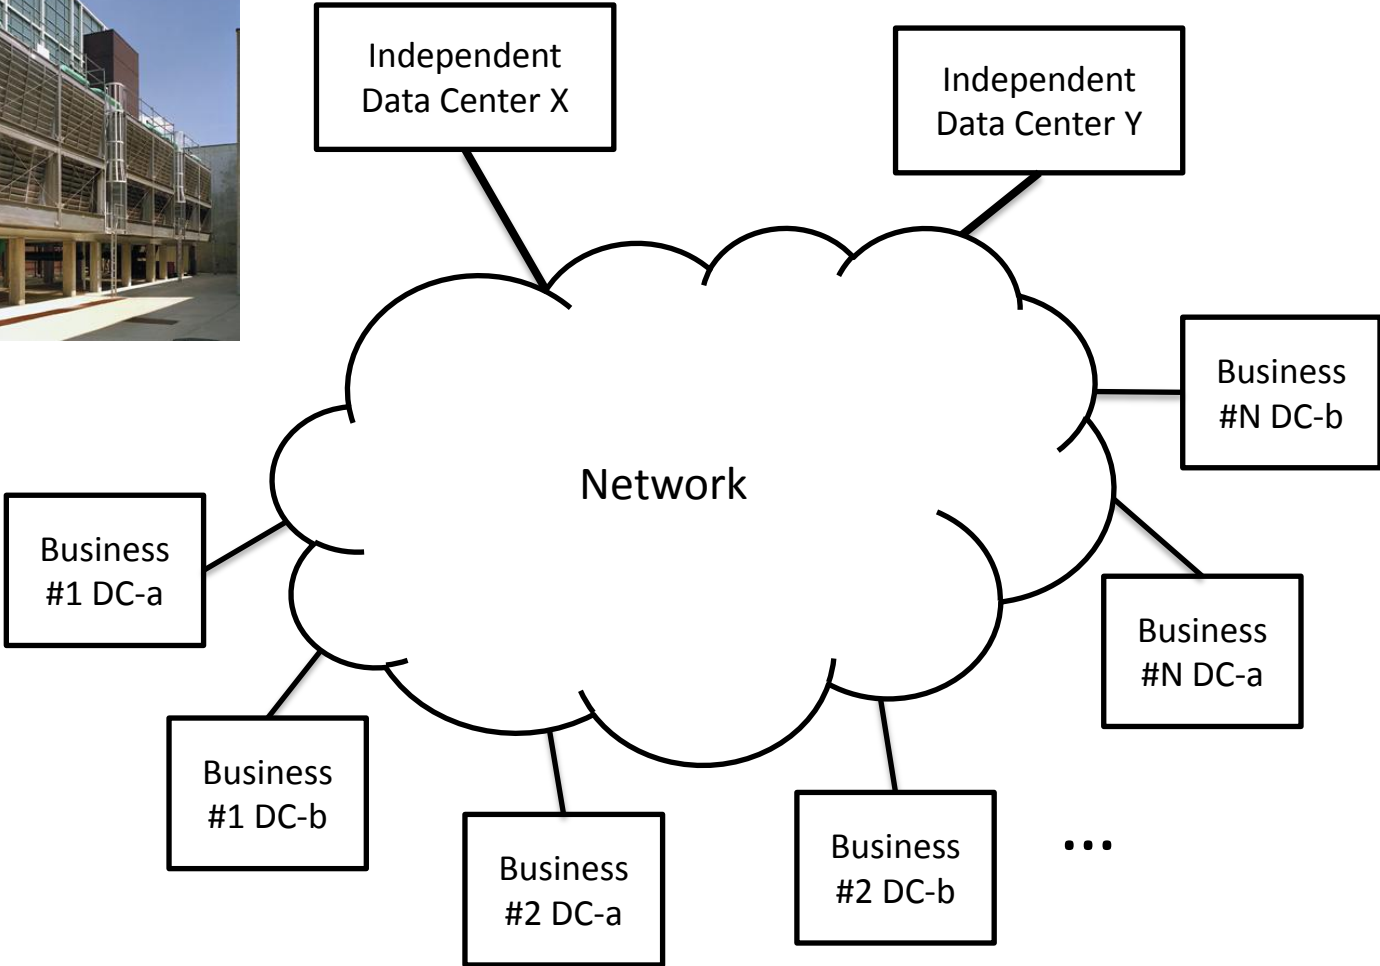 Independent
Data Center X
Independent
Data Center Y
Business
#N DC-b
Network
Business
#1 DC-a
Business
#N DC-a
Business
#1 DC-b
Business
#2 DC-a
Business
#2 DC-b
...